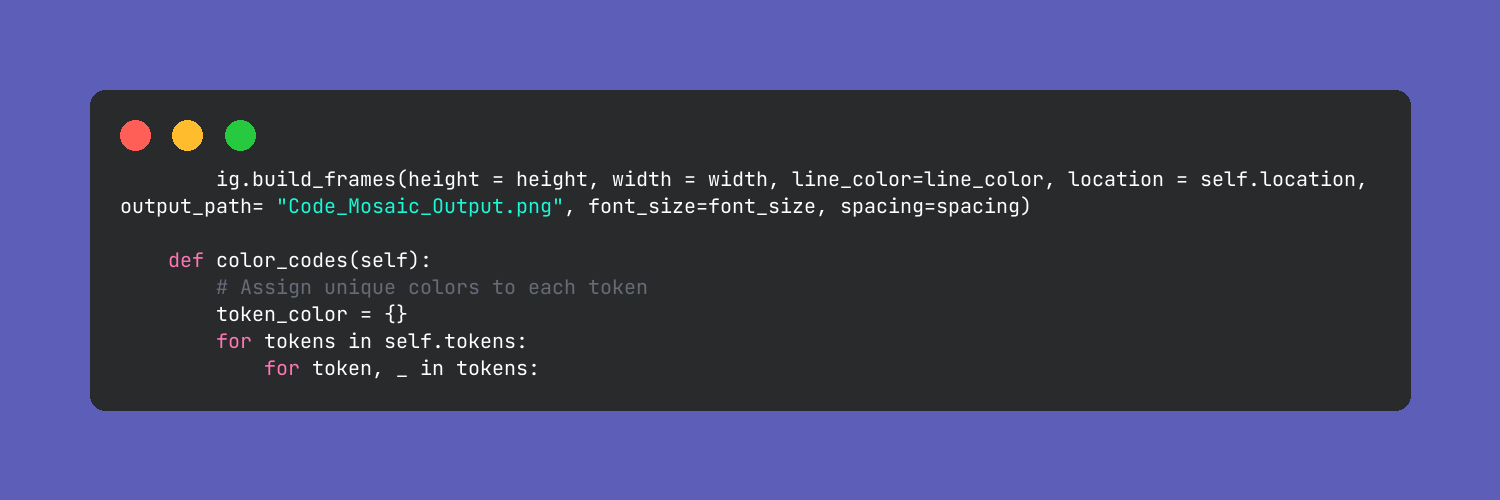 ig.build_frames(height = height, width = width, line_color=line_color, location = self.location,
output_path= "Code_Mosaic_Output.png", font_size=font_size, spacing=spacing)

    def color_codes(self):
        # Assign unique colors to each token
        token_color = {}
        for tokens in self.tokens:
            for token, _ in tokens: